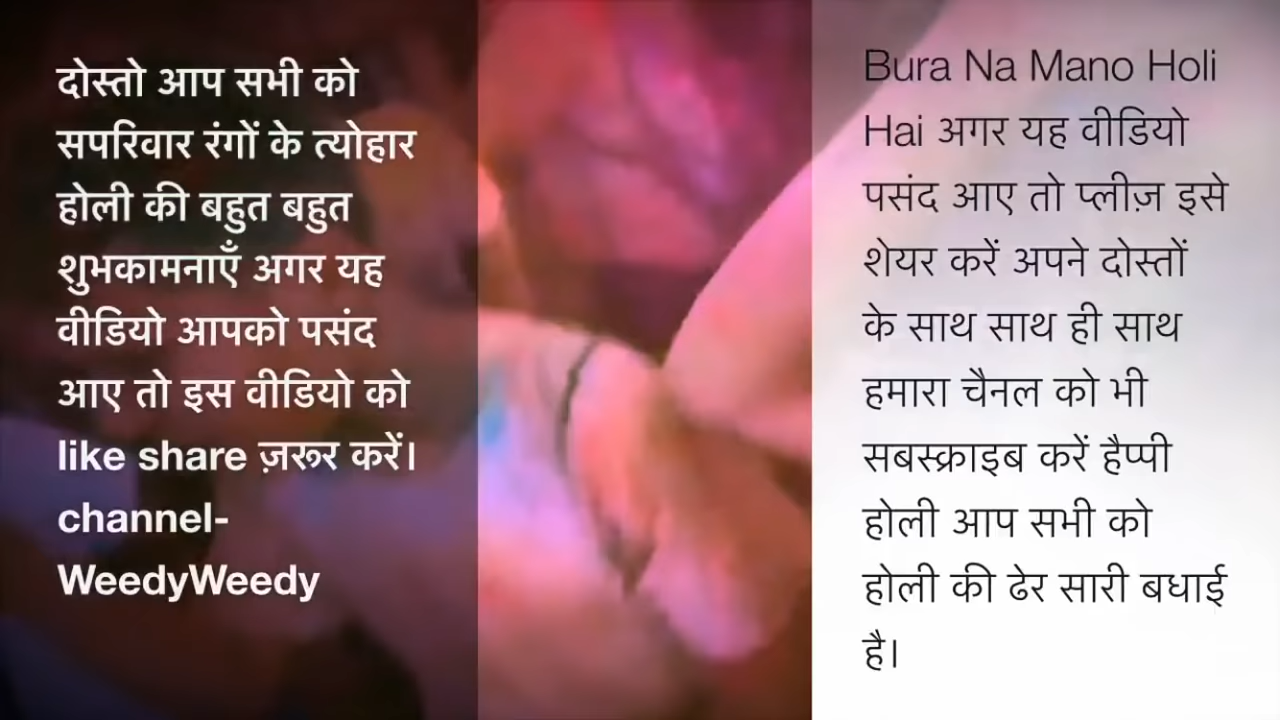 दोस्तो आप सभी को
सपरिवार रंगों के त्योहार
होली की बहुत बहुत
शुभकामनाएँ अगर यह
वीडियो आपको पसंद
आए तो इस वीडियो को
like share ज़रूर करें।
channel-
WeedyWeedy
Bura Na Mano Holi
Hai अगर यह वीडियो
पसंद आए तो प्लीज़ इसे
शेयर करें अपने दोस्तों
के साथ साथ ही साथ
हमारा चैनल को भी
सबस्क्राइब करें हैप्पी
होली आप सभी को
होली की ढेर सारी बधाई
है।